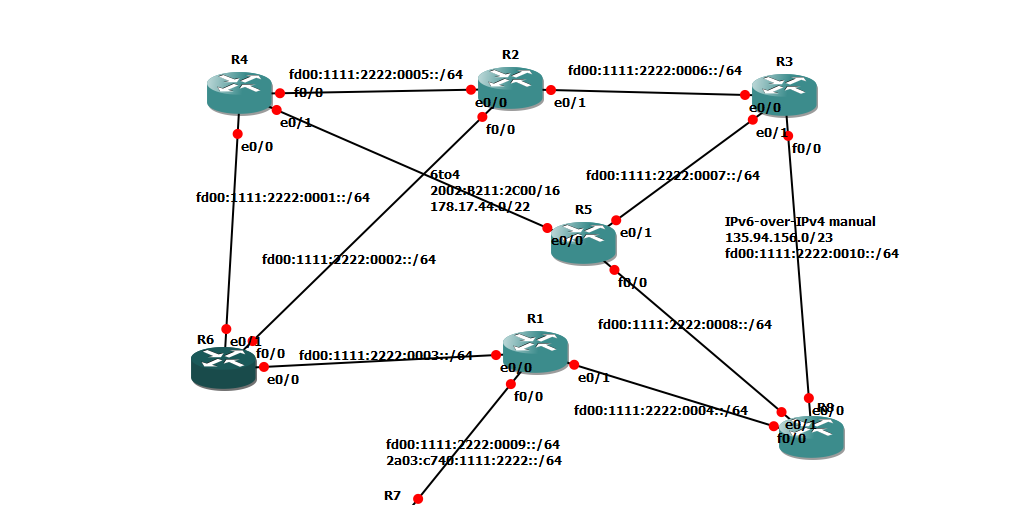 R4
R2
R3
fd00:1111:2222:0005::/64
fd00:1111:2222:0006::/64
f0/0
e0/0
e0/1
e0/0
e0/1
e0/1
f0/0
e0/0
f0/0
6to4
2002:B211:2C00/16
178.17.44.0/22
fd00:1111:2222:0007::/64
fd00:1111:2222:0001::/64
R5
IPv6-over-IPv4 manual
135.94.156.0/23
fd00:1111:2222:0010::/64
e0/0
e0/1
fd00:1111:2222:0002::/64
f0/0
R1
fd00:1111:2222:0008::/64
R6
e0/1
f0/0
fd00:1111:2222:0003::/64
e0/0
e0/0
e0/1
f0/0
fd00:1111:2222:0004::/64
e0/0
e0/1
f0/0
fd00:1111:2222:0009::/64
2a03:c740:1111:2222::/64
R7